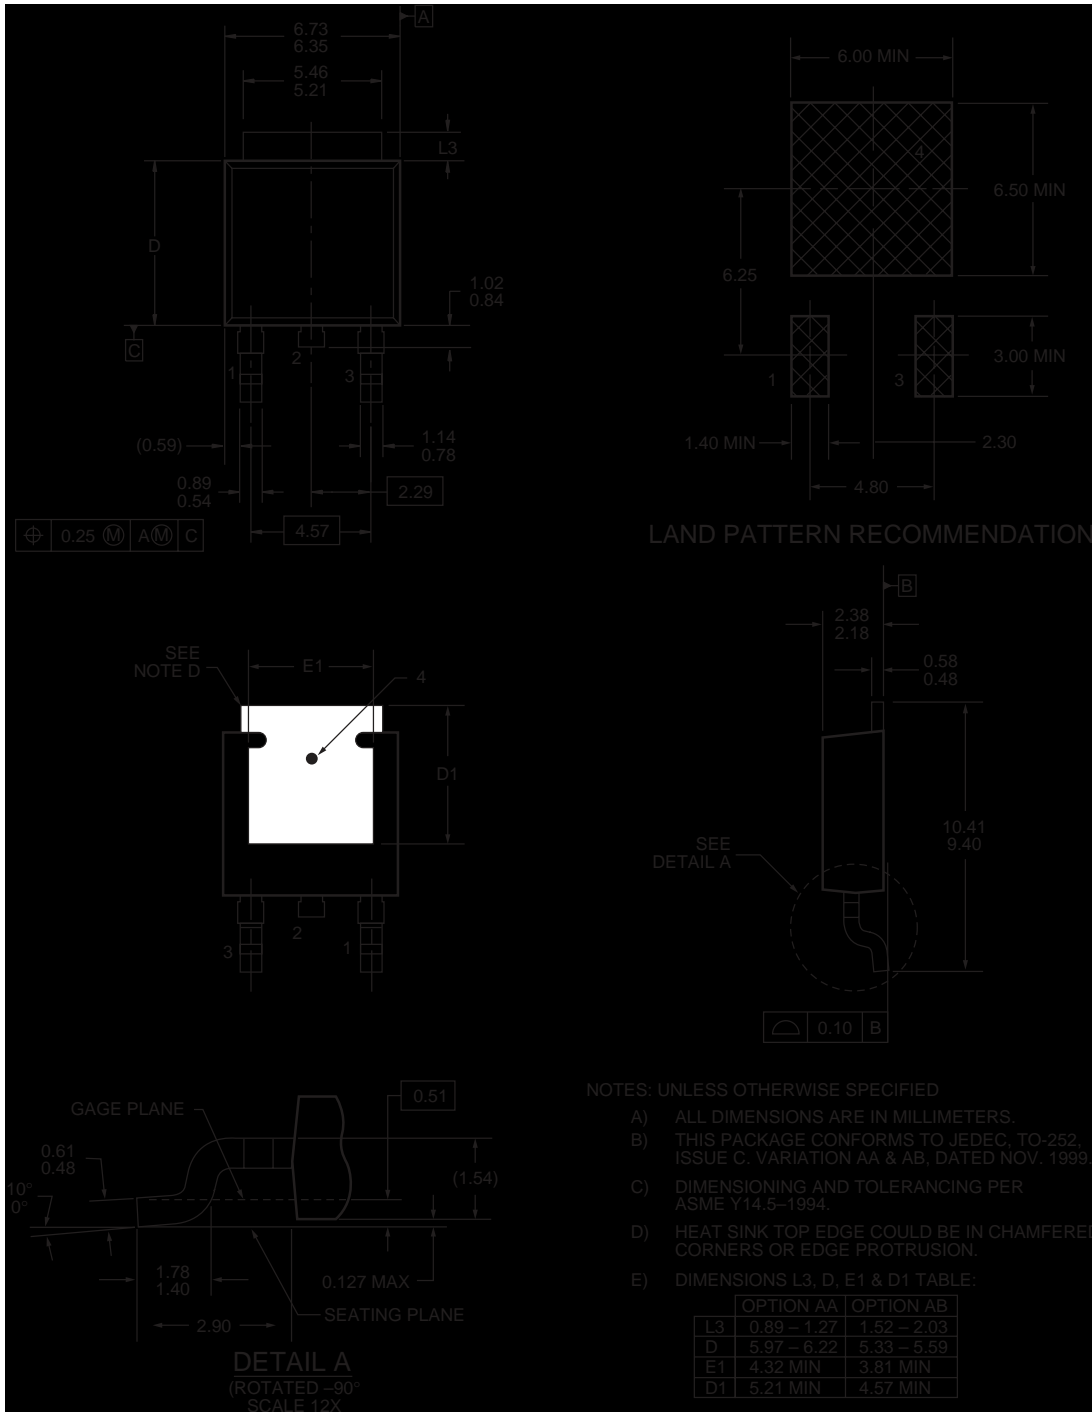 6.73
6.35
A
5.46
5.21
L3
D
1.02
0.84
C
1
2
3
(0.59)
1.14
0.78
0.89
0.54
2.29
4.57
0.25 Ⓜ A Ⓜ C
6.00 MIN
4
6.50 MIN
6.25
3.00 MIN
1
3
1.40 MIN
2.30
4.80
LAND PATTERN RECOMMENDATION
SEE
NOTE D
E1
4
D1
3
2
1
B
2.38
2.18
0.58
0.48
10.41
9.40
SEE
DETAIL A
0.10 B
GAGE PLANE
0.51
0.61
0.48
(1.54)
10°
0°
1.78
1.40
0.127 MAX
2.90
SEATING PLANE
DETAIL A
(ROTATED –90°
SCALE 12X
NOTES: UNLESS OTHERWISE SPECIFIED
A) ALL DIMENSIONS ARE IN MILLIMETERS.
B) THIS PACKAGE CONFORMS TO JEDEC, TO-252,
ISSUE C. VARIATION AA & AB, DATED NOV. 1999.
C) DIMENSIONING AND TOLERANCING PER
ASME Y14.5–1994.
D) HEAT SINK TOP EDGE COULD BE IN CHAMFERED
CORNERS OR EDGE PROTRUSION.
E) DIMENSIONS L3, D, E1 & D1 TABLE:
OPTION AA OPTION AB
L3 0.89 – 1.27 1.52 – 2.03
D 5.97 – 6.22 5.33 – 5.59
E1 4.32 MIN 3.81 MIN
D1 5.21 MIN 4.57 MIN